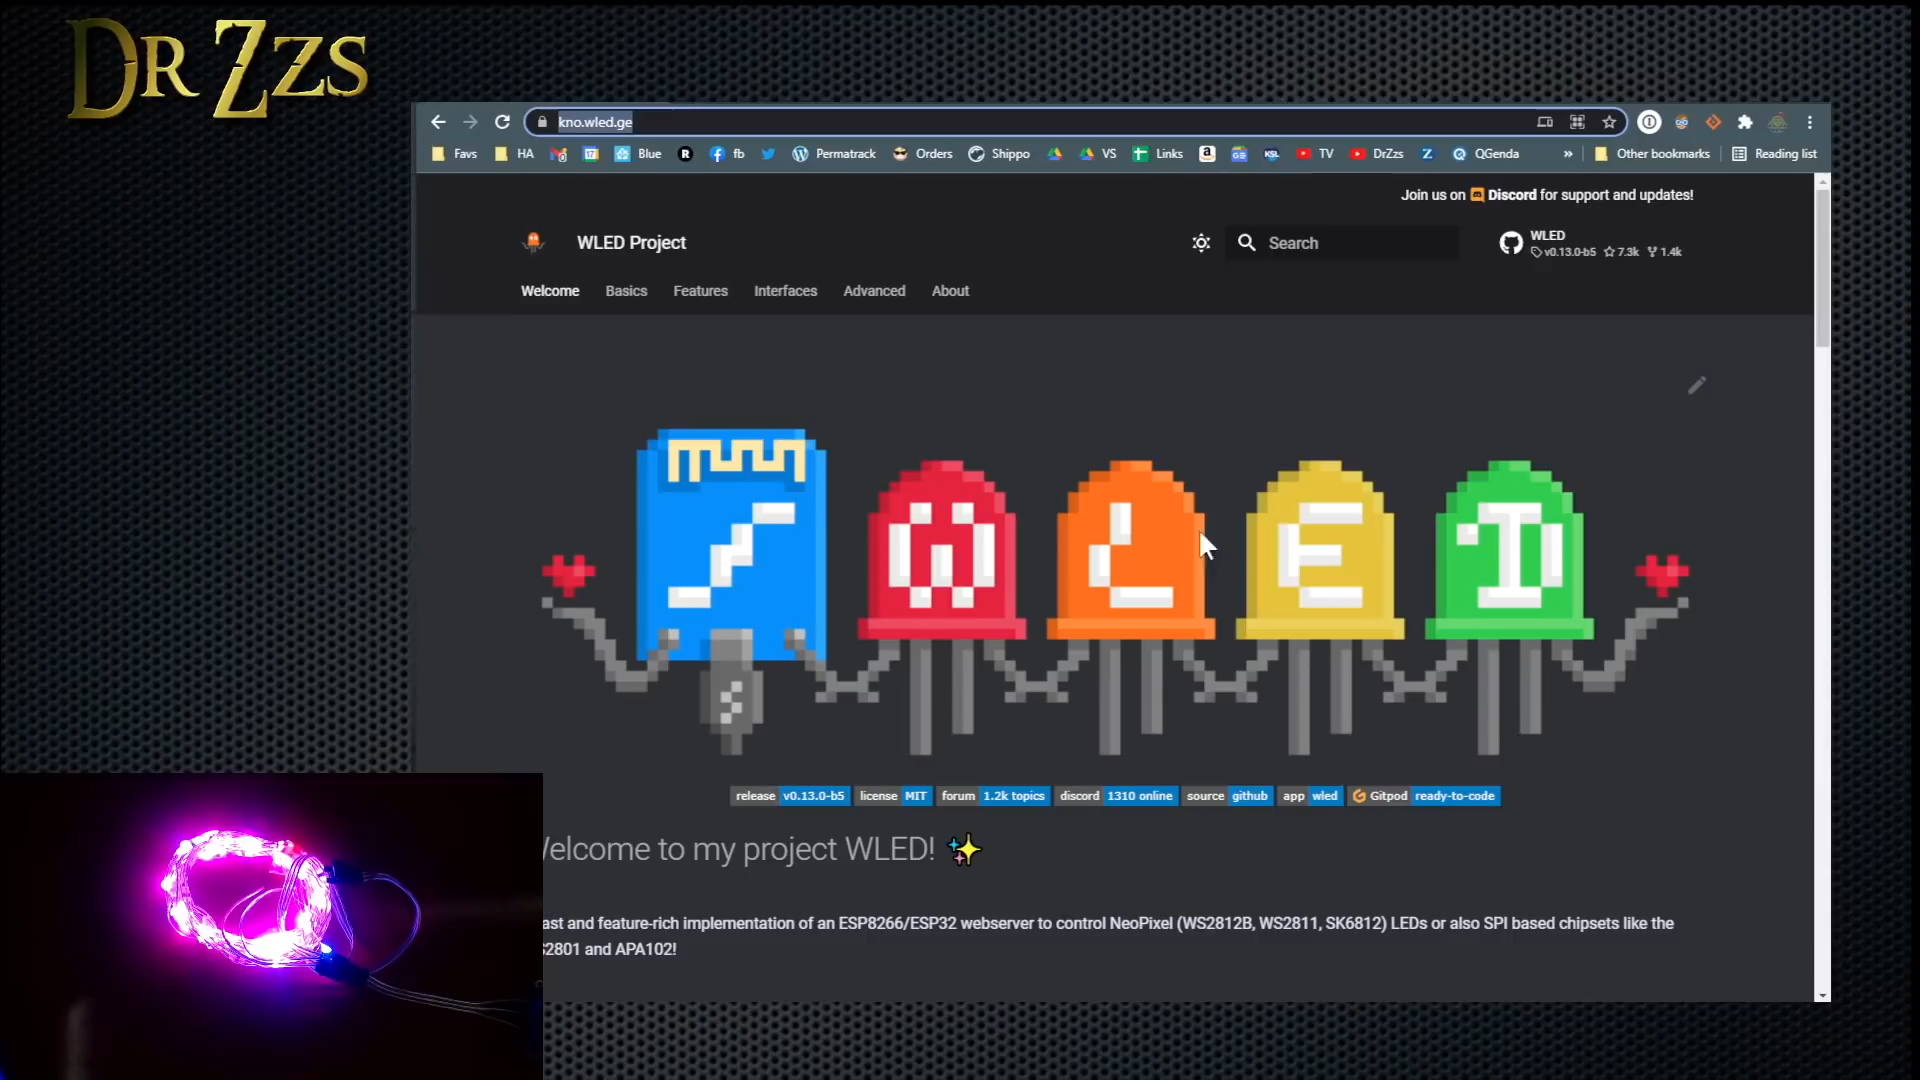 DR ZZS
kno.wled.ge
Favs HA Blue fb Permatrack Orders Shippo VS Links TV DrZzs QGenda » Other bookmarks Reading list
Join us on Discord for support and updates!
WLED Project
Search
WLED
v0.13.0-b5 7.3k 1.4k
Welcome Basics Features Interfaces Advanced About
WLED
release v0.13.0-b5 license MIT forum 1.2k topics discord 1310 online source github app wled Gitpod ready-to-code
elcome to my project WLED!
ast and feature-rich implementation of an ESP8266/ESP32 webserver to control NeoPixel (WS2812B, WS2811, SK6812) LEDs or also SPI based chipsets like the
2801 and APA102!